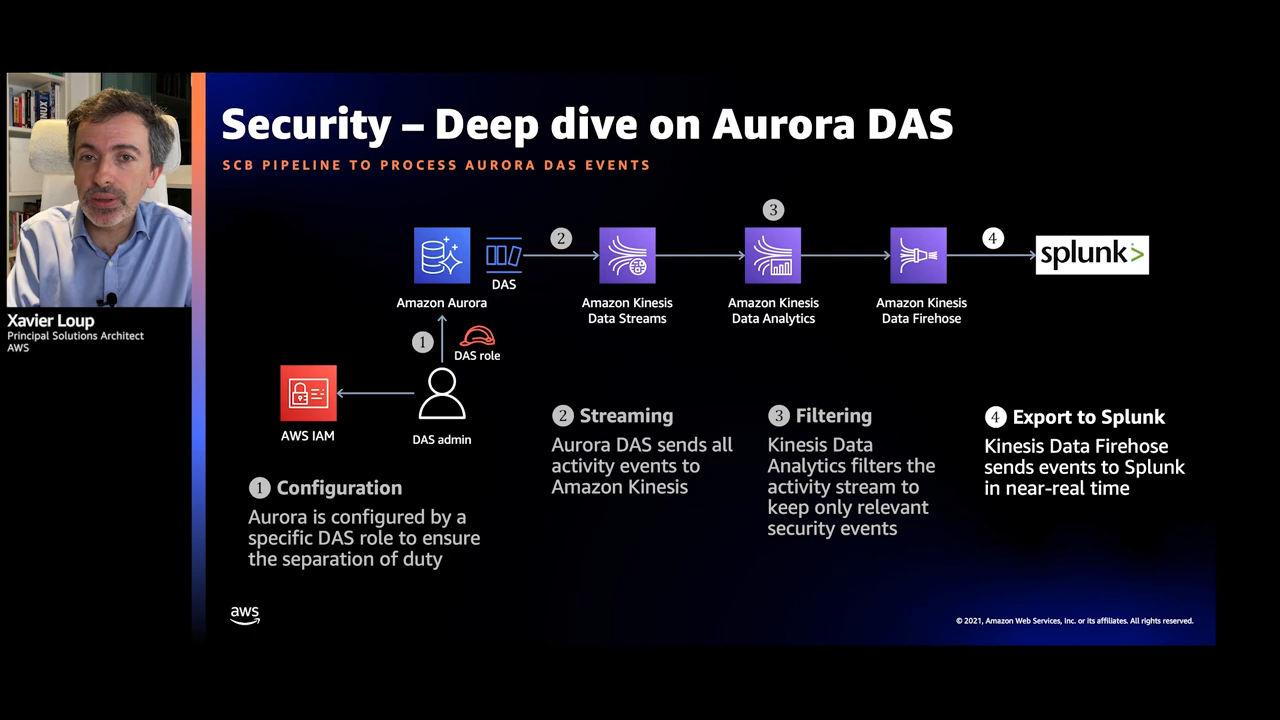 Security – Deep dive on Aurora DAS
SCB PIPELINE TO PROCESS AURORA DAS EVENTS
Xavier Loup
Principal Solutions Architect
AWS
3
2
4
splunk>
DAS
Amazon Aurora
Amazon Kinesis
Data Streams
Amazon Kinesis
Data Analytics
Amazon Kinesis
Data Firehose
1
DAS role
AWS IAM
DAS admin
1 Configuration
Aurora is configured by a
specific DAS role to ensure
the separation of duty
2 Streaming
Aurora DAS sends all
activity events to
Amazon Kinesis
3 Filtering
Kinesis Data
Analytics filters the
activity stream to
keep only relevant
security events
4 Export to Splunk
Kinesis Data Firehose
sends events to Splunk
in near-real time
aws
© 2021, Amazon Web Services, Inc. or its affiliates. All rights reserved.